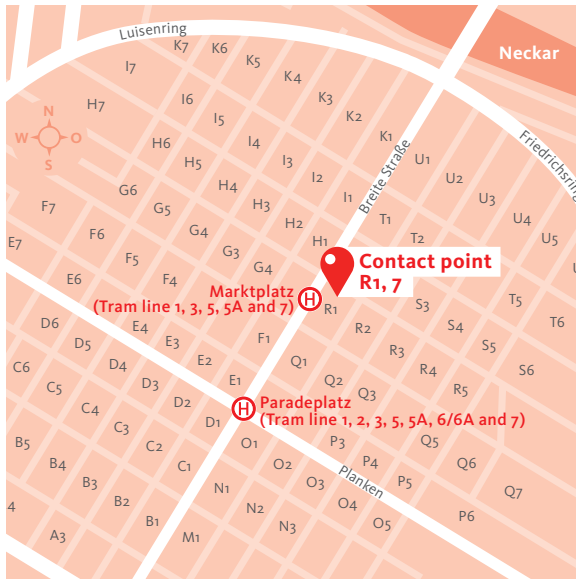 Luisenring
K7
K6
K5
K4
K3
K2
K1
Neckar
I7
I6
I5
I4
I3
I2
I1
Breite Straße
Friedrichsring
H7
H6
H5
H4
H3
H2
H1
U1
U2
U3
U4
U5
N
W
O
S
G6
G5
G4
G3
G4
T1
T2
T5
T6
F7
F6
F5
F4
E7
E6
Contact point
R1, 7
Marktplatz
(Tram line 1, 3, 5, 5A and 7)
H
R1
R2
R3
R4
R5
S3
S4
S5
S6
D6
D5
D4
D3
D2
D1
E4
E3
E2
E1
F1
Q1
Q2
Q3
Q5
Q6
Q7
C6
C5
C4
C3
C2
C1
H
Paradeplatz
(Tram line 1, 2, 3, 5, 5A, 6/6A and 7)
Planken
O1
O2
O3
O4
O5
P3
P4
P5
P6
B5
B4
B3
B2
B1
N1
N2
N3
M1
4
A3